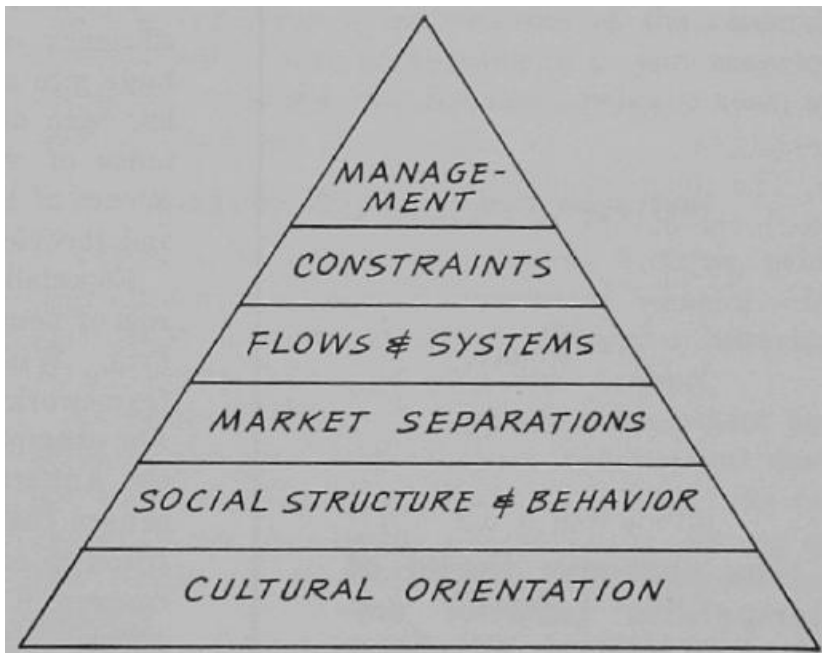 MANAGE-
MENT
CONSTRAINTS
FLOWS & SYSTEMS
MARKET SEPARATIONS
SOCIAL STRUCTURE & BEHAVIOR
CULTURAL ORIENTATION